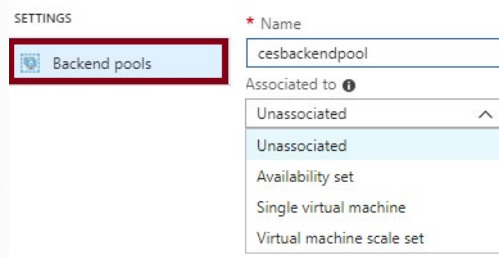 SETTINGS
Backend pools
* Name
cesbackendpool
Associated to
Unassociated
Unassociated
Availability set
Single virtual machine
Virtual machine scale set